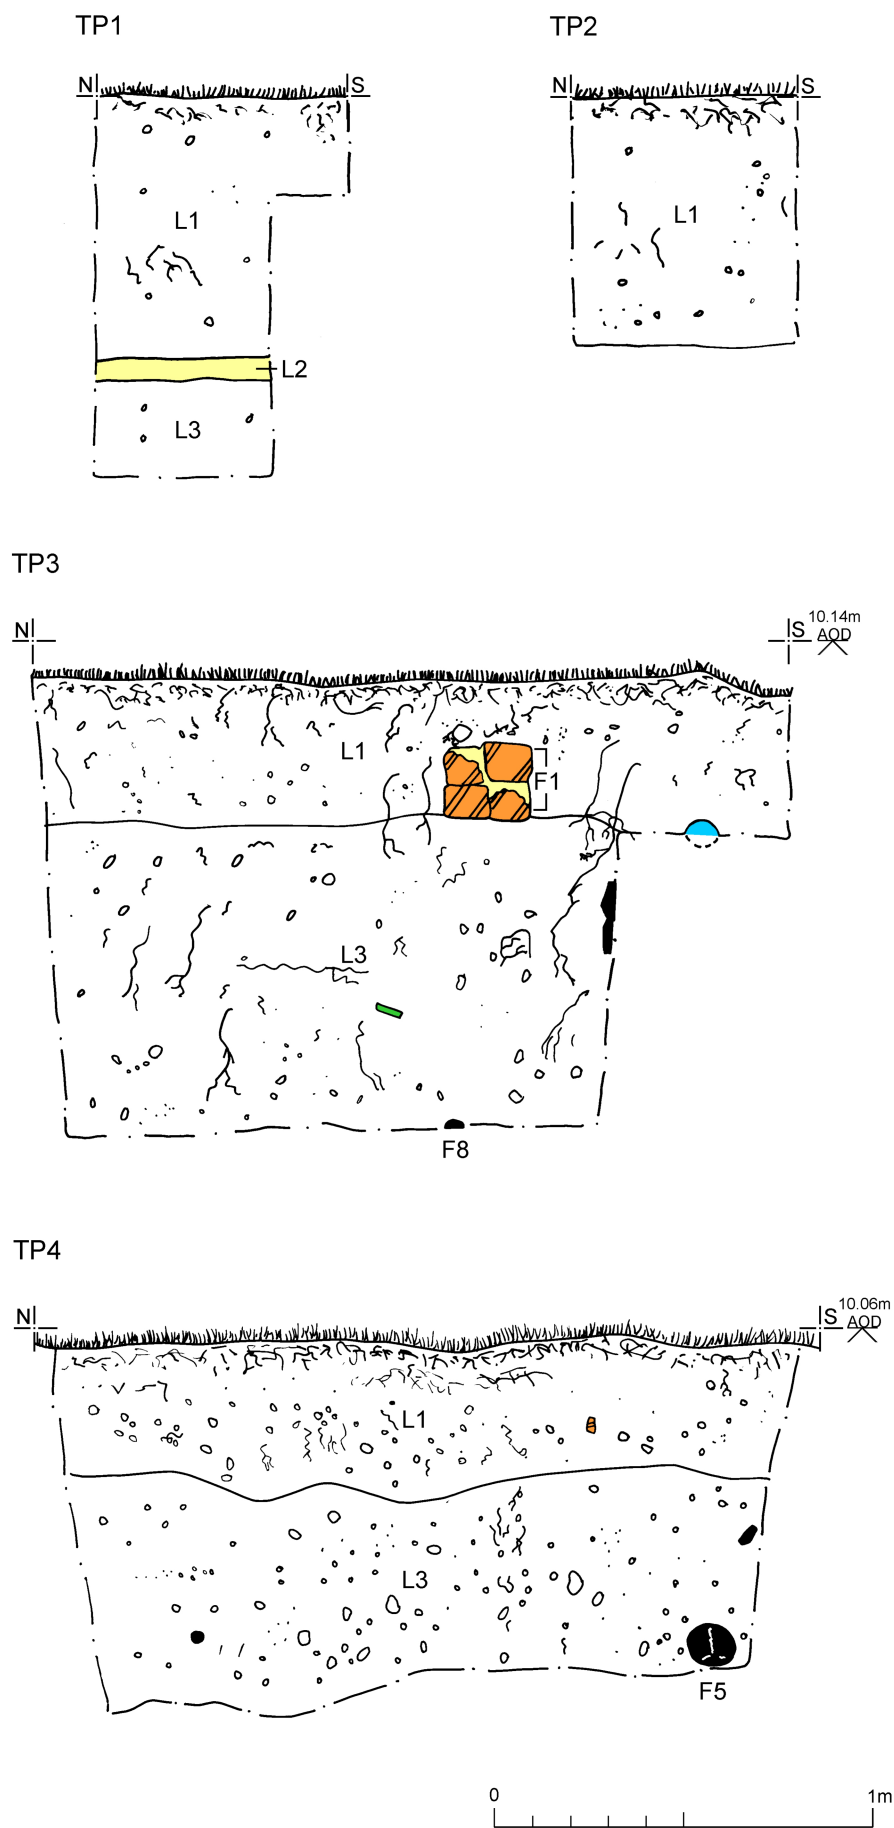 TP1
TP2
N S
N S
L1
L1
L2
L3
TP3
N S 10.14m
AOD
L1
F1
L3
F8
TP4
N S 10.06m
AOD
L1
L3
F5
0 1m